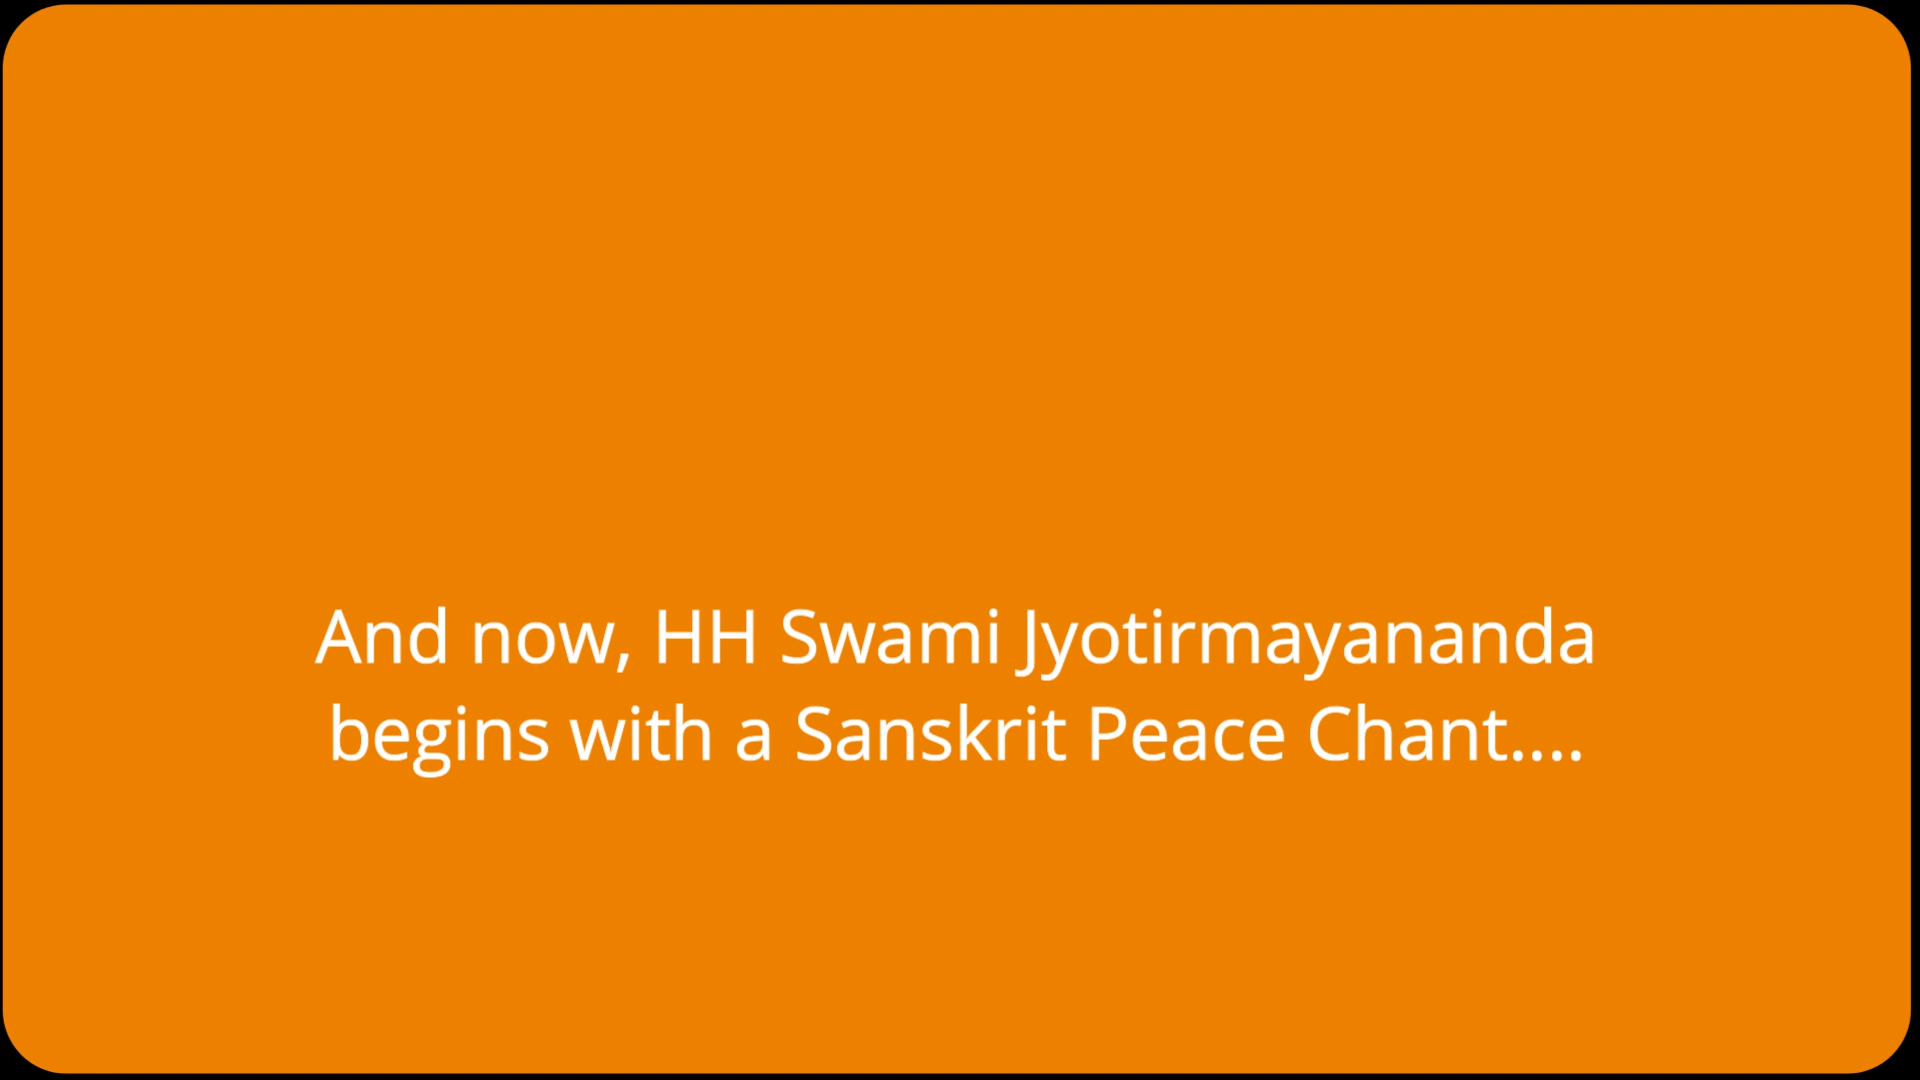 And now, HH Swami Jyotirmayananda
begins with a Sanskrit Peace Chant....